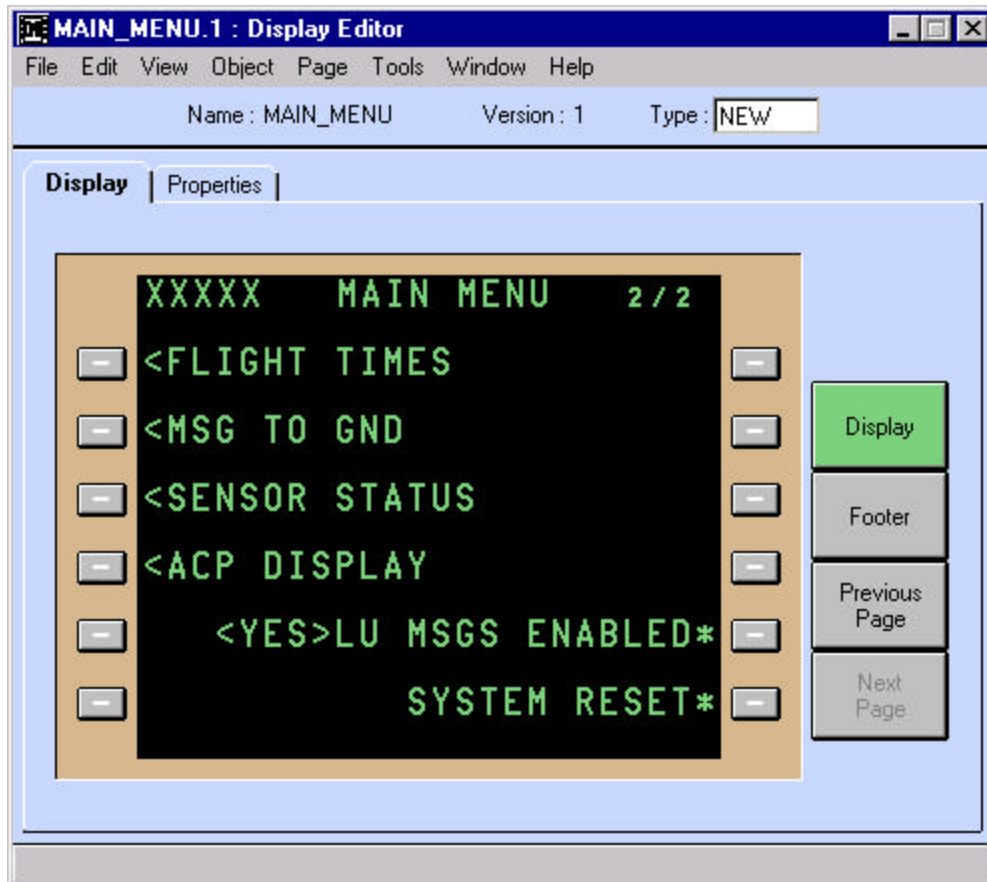 MAIN_MENU.1 : Display Editor
File Edit View Object Page Tools Window Help
Name : MAIN_MENU Version : 1 Type : NEW
Display Properties
XXXXX MAIN MENU 2/2
<FLIGHT TIMES
<MSG TO GND
<SENSOR STATUS
<ACP DISPLAY
<YES>LU MSGS ENABLED*
SYSTEM RESET*
Display
Footer
Previous
Page
Next
Page